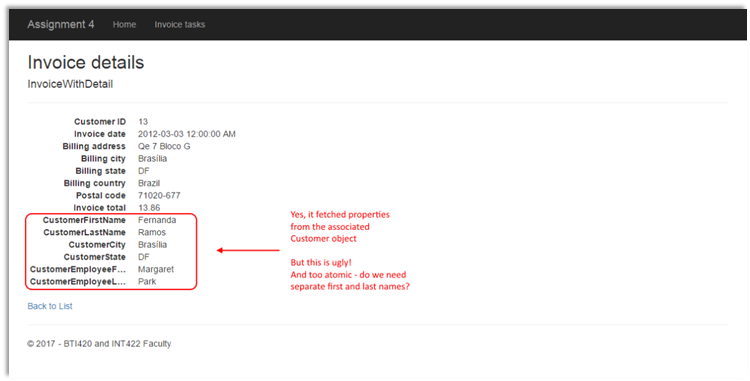 Assignment 4 Home Invoice tasks
Invoice details
InvoiceWithDetail
Customer ID 13
Invoice date 2012-03-03 12:00:00 AM
Billing address Qe 7 Bloco G
Billing city Brasília
Billing state DF
Billing country Brazil
Postal code 71020-677
Invoice total 13.86
CustomerFirstName Fernanda
CustomerLastName Ramos
CustomerCity Brasília
CustomerState DF
CustomerEmployeeF... Margaret
CustomerEmployeeL... Park
Yes, it fetched properties
from the associated
Customer object
But this is ugly!
And too atomic - do we need
separate first and last names?
Back to List
© 2017 - BTI420 and INT422 Faculty